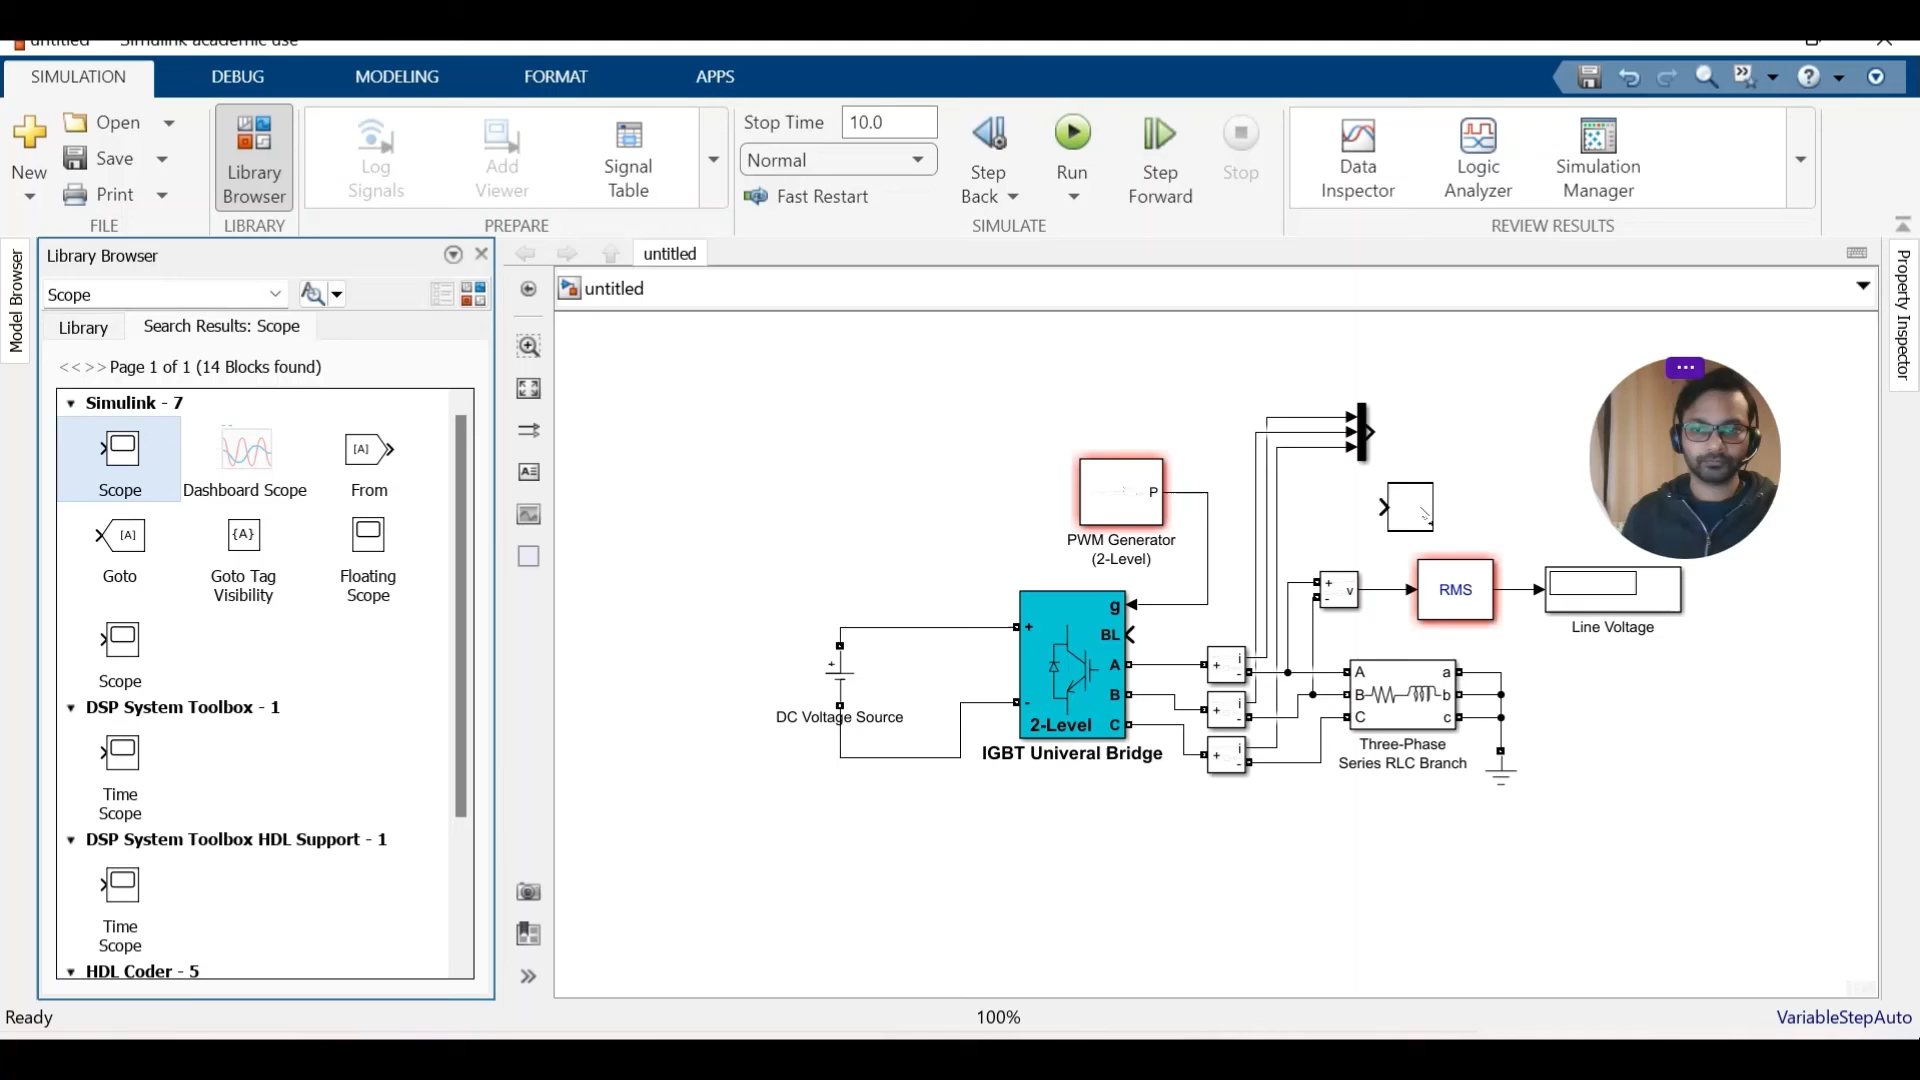 untitled
Simulink academic use
SIMULATION
DEBUG
MODELING
FORMAT
APPS
New
Open
Save
Print
FILE
Library
Browser
LIBRARY
Log
Signals
Add
Viewer
Signal
Table
PREPARE
Stop Time
10.0
Normal
Fast Restart
Step
Back
Run
Step
Forward
Stop
SIMULATE
Data
Inspector
Logic
Analyzer
Simulation
Manager
REVIEW RESULTS
Model Browser
Library Browser
Scope
Library
Search Results: Scope
<< >> Page 1 of 1 (14 Blocks found)
Simulink - 7
Scope
Dashboard Scope
[A]
From
[A]
Goto
{A}
Goto Tag
Visibility
Floating
Scope
Scope
DSP System Toolbox - 1
Time
Scope
DSP System Toolbox HDL Support - 1
Time
Scope
HDL Coder - 5
untitled
untitled
Property Inspector
P
PWM Generator
(2-Level)
g
BL
A
B
C
+
-
2-Level
IGBT Univeral Bridge
+
DC Voltage Source
+ i
-
+ i
-
+ i
-
+
-
v
RMS
Line Voltage
A
B
C
a
b
c
Three-Phase
Series RLC Branch
Ready
100%
VariableStepAuto